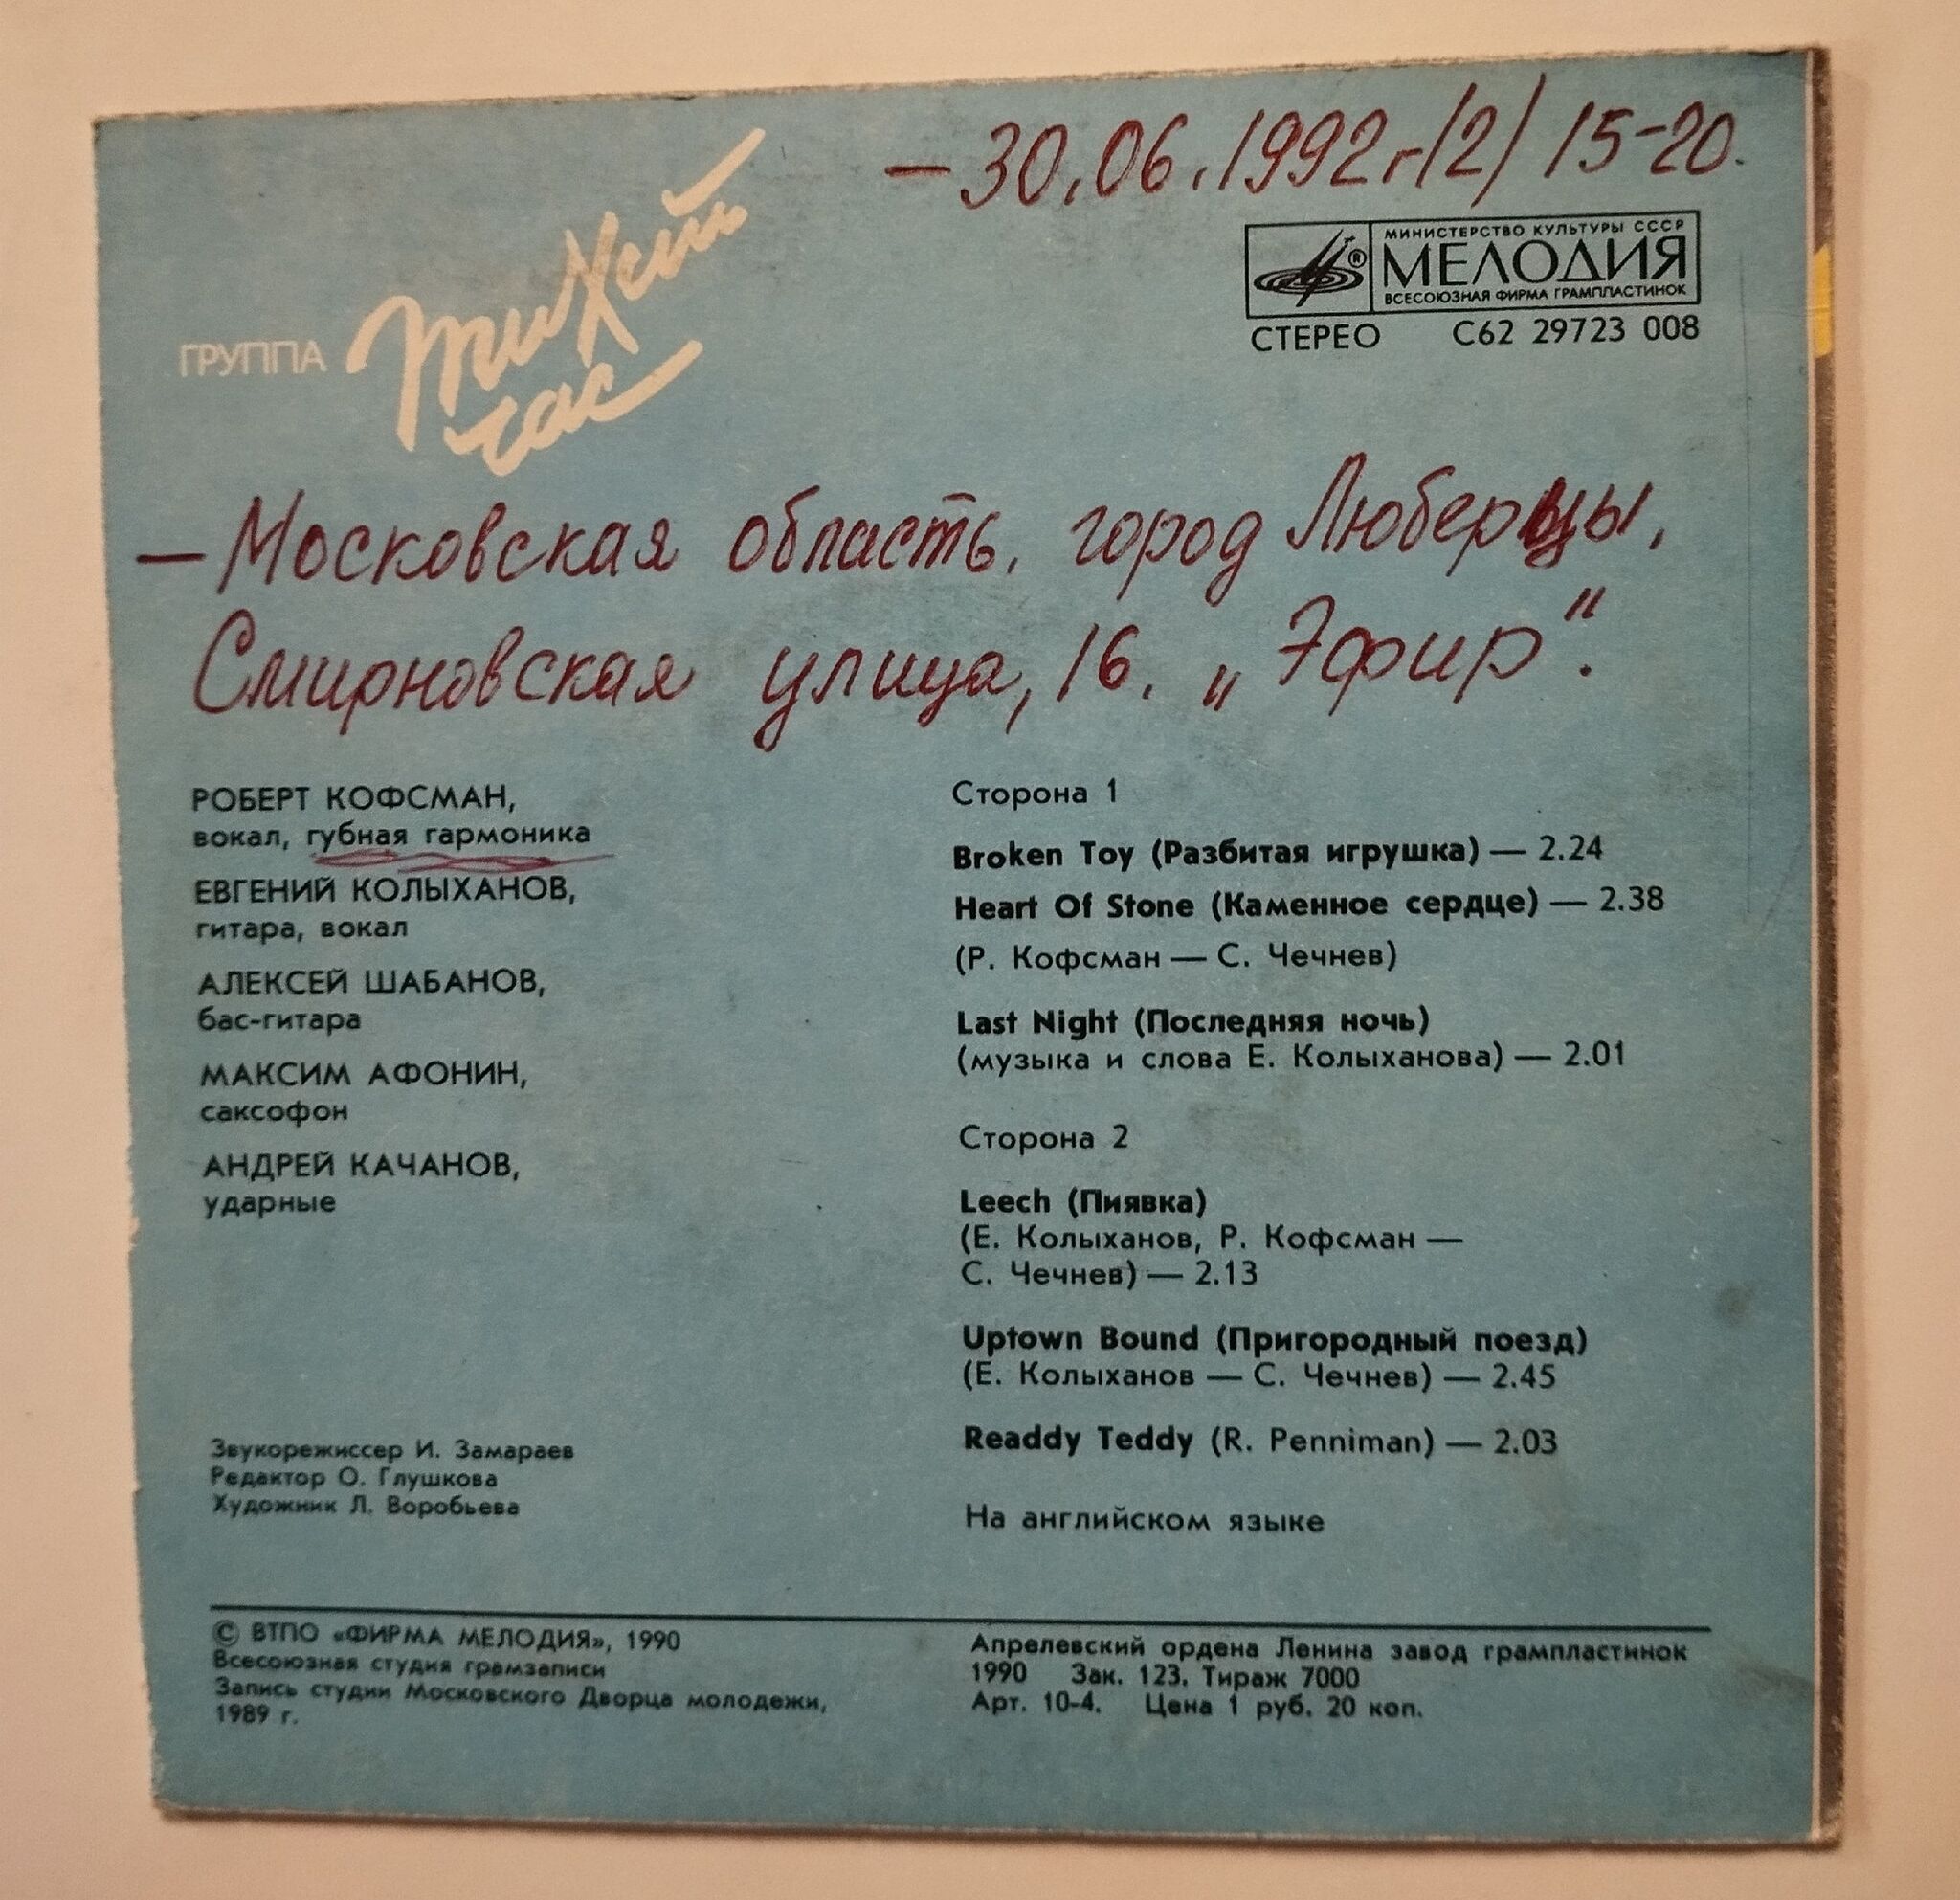 — 30.06.1992г/2/ 15-20.
ГРУППА тихий
час
МИНИСТЕРСТВО КУЛЬТУРЫ СССР
МЕЛОДИЯ
ВСЕСОЮЗНАЯ ФИРМА ГРАМПЛАСТИНОК
®
СТЕРЕО С62 29723 008
— Московская область, город Люберцы,
Смирновская улица, 16. „Эфир".
РОБЕРТ КОФСМАН,
вокал, губная гармоника
ЕВГЕНИЙ КОЛЫХАНОВ,
гитара, вокал
АЛЕКСЕЙ ШАБАНОВ,
бас-гитара
МАКСИМ АФОНИН,
саксофон
АНДРЕЙ КАЧАНОВ,
ударные
Звукорежиссер И. Замараев
Редактор О. Глушкова
Художник Л. Воробьева
Сторона 1
Broken Toy (Разбитая игрушка) — 2.24
Heart Of Stone (Каменное сердце) — 2.38
(Р. Кофсман — С. Чечнев)
Last Night (Последняя ночь)
(музыка и слова Е. Колыханова) — 2.01
Сторона 2
Leech (Пиявка)
(Е. Колыханов, Р. Кофсман —
С. Чечнев) — 2.13
Uptown Bound (Пригородный поезд)
(Е. Колыханов — С. Чечнев) — 2.45
Readdy Teddy (R. Penniman) — 2.03
На английском языке
© ВТПО «ФИРМА МЕЛОДИЯ», 1990
Всесоюзная студия грамзаписи
Запись студии Московского Дворца молодежи,
1989 г.
Апрелевский ордена Ленина завод грампластинок
1990 Зак. 123. Тираж 7000
Арт. 10-4. Цена 1 руб. 20 коп.